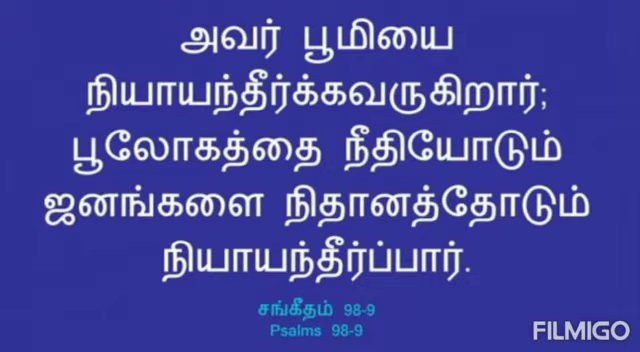 அவர் பூமியை
நியாயந்தீர்க்கவருகிறார்;
பூலோகத்தை நீதியோடும்
ஜனங்களை நிதானத்தோடும்
நியாயந்தீர்ப்பார்.
சங்கீதம் 98-9
Psalms 98-9
FILMIGO